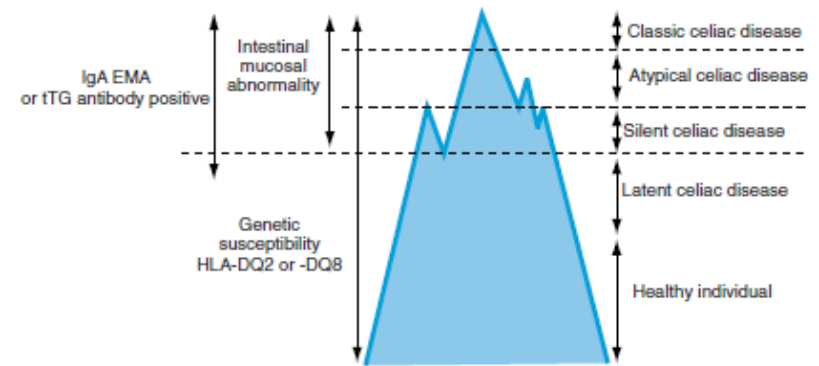 IgA EMA
or tTG antibody positive
Intestinal
mucosal
abnormality
Genetic
susceptibility
HLA-DQ2 or -DQ8
Classic celiac disease
Atypical celiac disease
Silent celiac disease
Latent celiac disease
Healthy individual